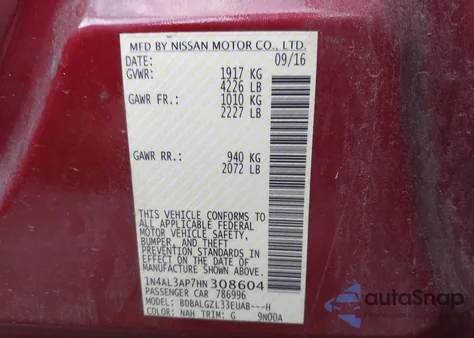 MFD BY NISSAN MOTOR CO., LTD.
DATE: 09/16
GVWR: 1917 KG
4226 LB
GAWR FR.: 1010 KG
2227 LB
GAWR RR.: 940 KG
2072 LB
THIS VEHICLE CONFORMS TO
ALL APPLICABLE FEDERAL
MOTOR VEHICLE SAFETY,
BUMPER, AND THEFT
PREVENTION STANDARDS
IN EFFECT ON THE DATE OF
MANUFACTURE SHOWN ABOVE.
1N4AL3AP7HN308604
PASSENGER CAR 786996
MODEL: BDBALGZL33EUAB---H
COLOR: NAH TRIM: G 9N00A
autoSnap